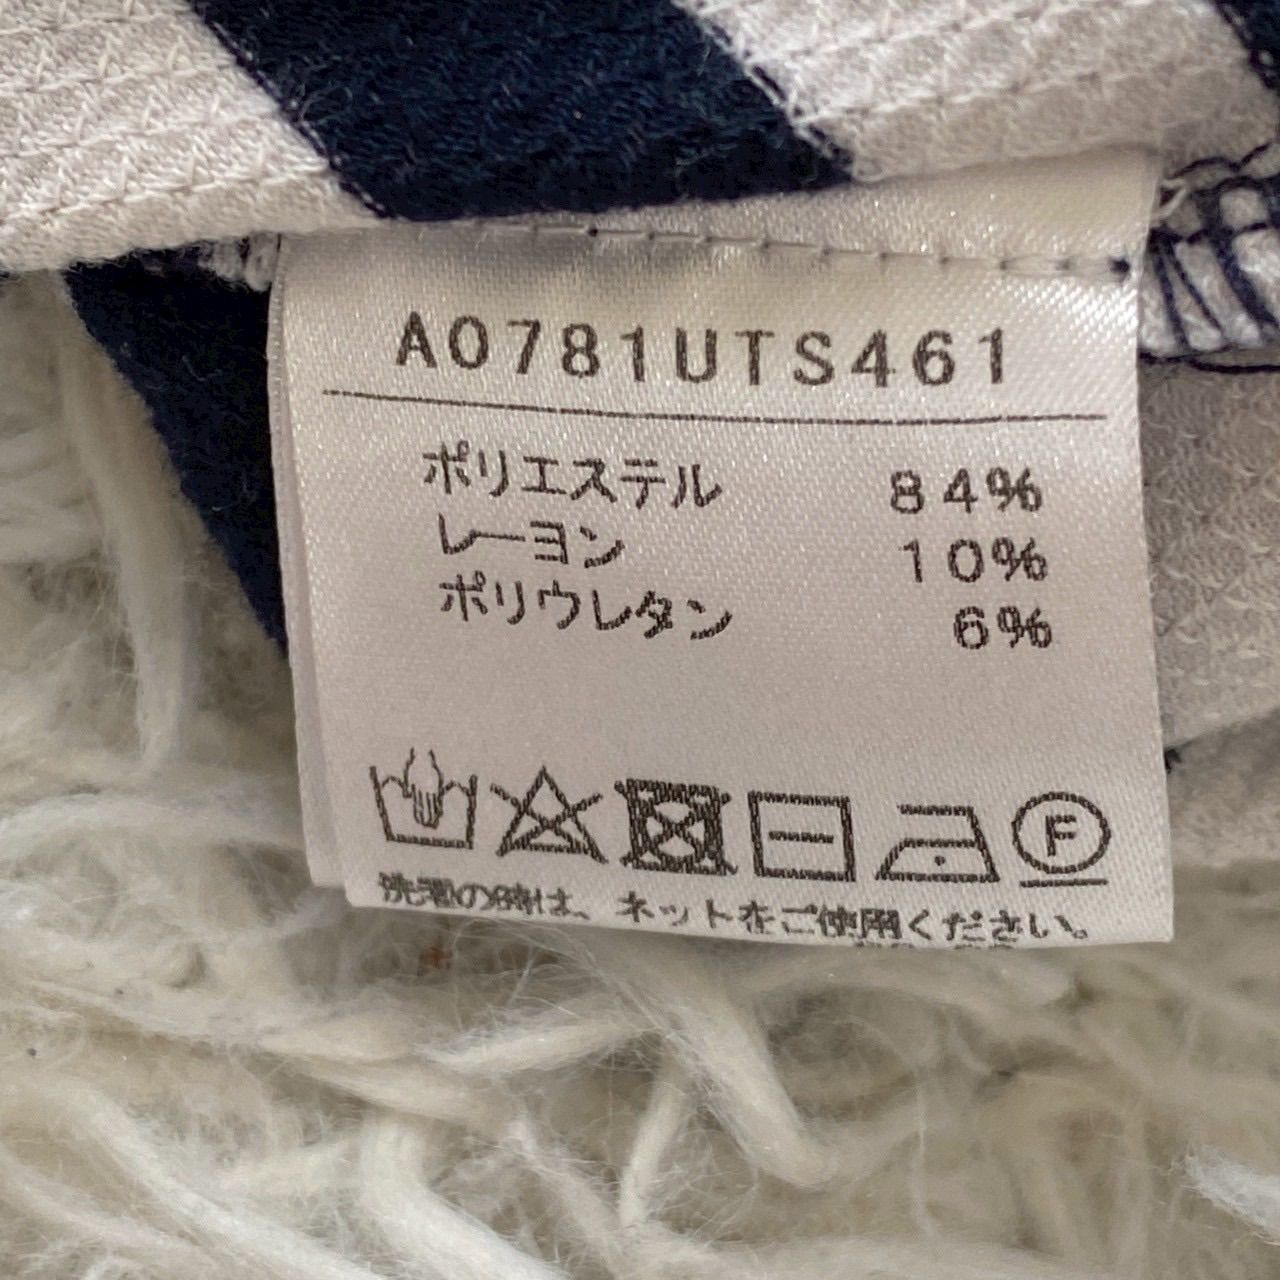 A0781UTS461
ポリエステル 84%
レーヨン 10%
ポリウレタン 6%
F
洗濯の時は、ネットをご使用ください。